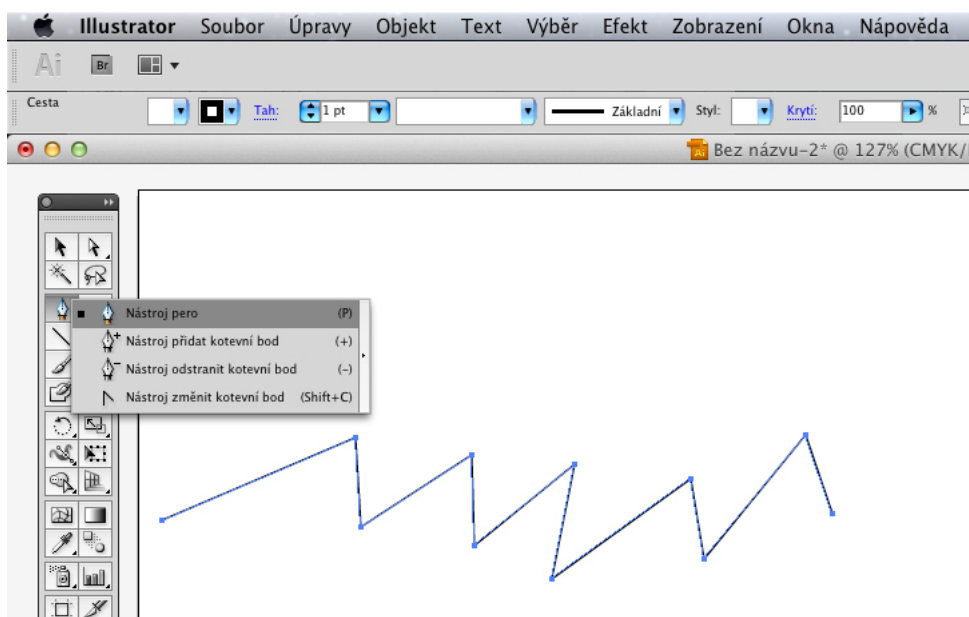 Illustrator Soubor Úpravy Objekt Text Výběr Efekt Zobrazení Okna Nápověda
Ai Br
Cesta Tah: 1 pt Základní Styl: Krytí: 100 %
Bez názvu-2* @ 127% (CMYK/
Nástroj pero (P)
Nástroj přidat kotevní bod (+)
Nástroj odstranit kotevní bod (-)
Nástroj změnit kotevní bod (Shift+C)